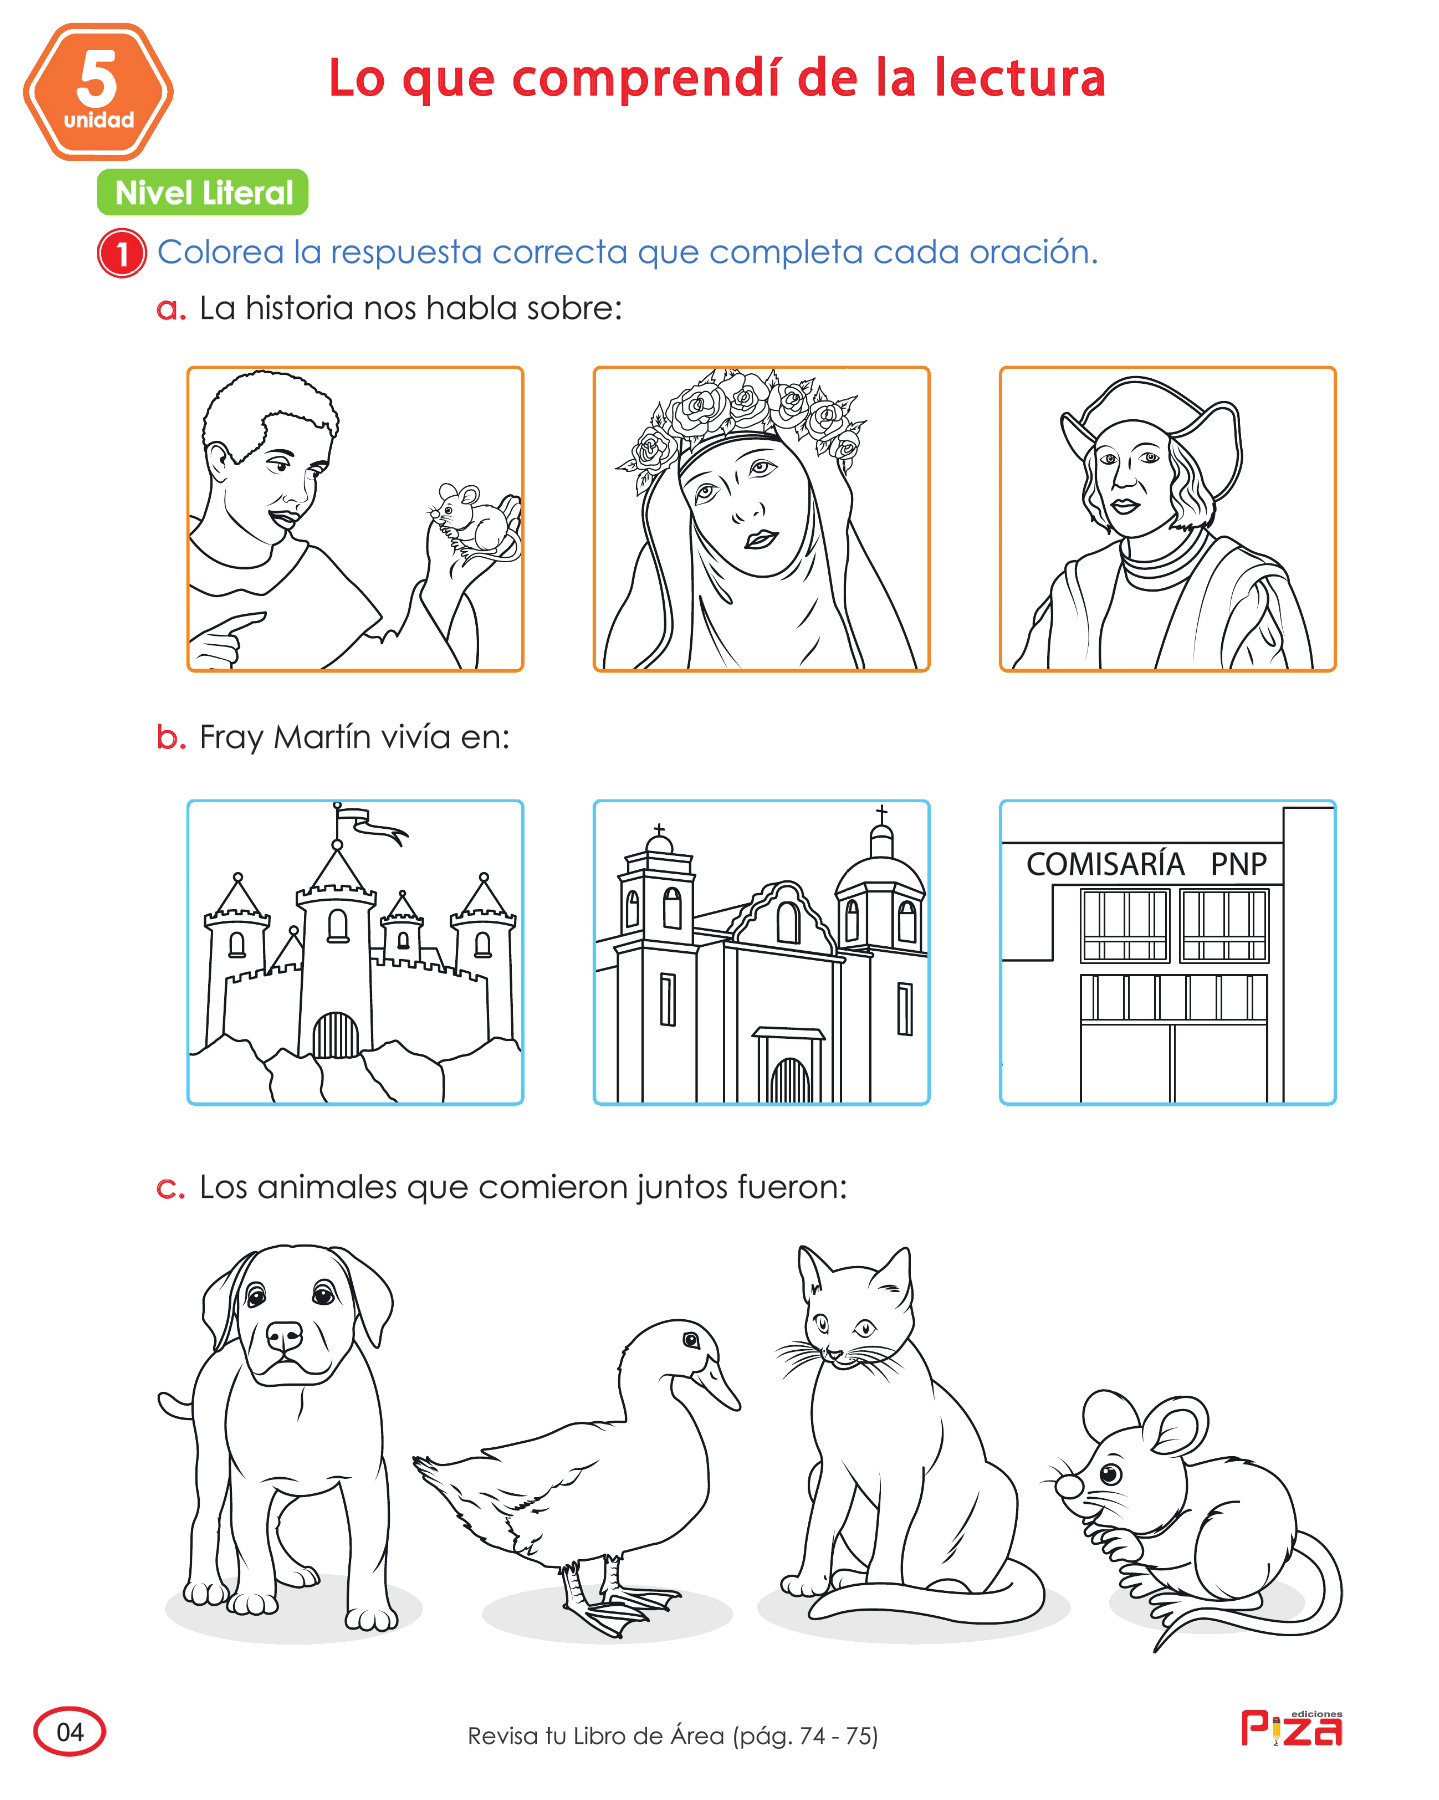 5
unidad
Lo que comprendí de la lectura
Nivel Literal
1 Colorea la respuesta correcta que completa cada oración.
a. La historia nos habla sobre:
b. Fray Martín vivía en:
COMISARÍA PNP
c. Los animales que comieron juntos fueron:
04
Revisa tu Libro de Área (pág. 74 - 75)
ediciones
Piza